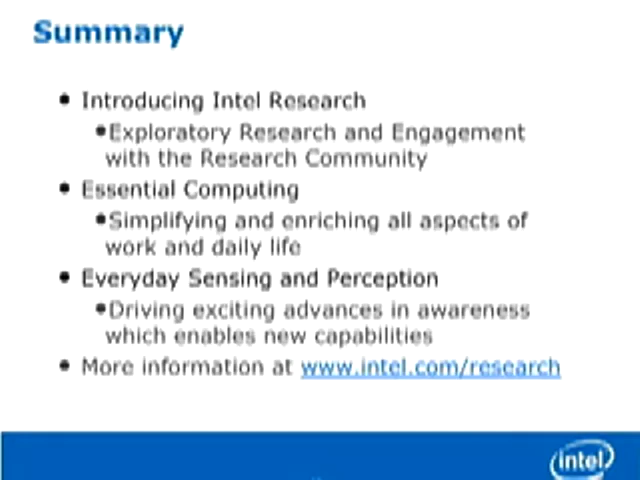 Summary
• Introducing Intel Research
•Exploratory Research and Engagement
with the Research Community
• Essential Computing
•Simplifying and enriching all aspects of
work and daily life
• Everyday Sensing and Perception
•Driving exciting advances in awareness
which enables new capabilities
• More information at www.intel.com/research
intel